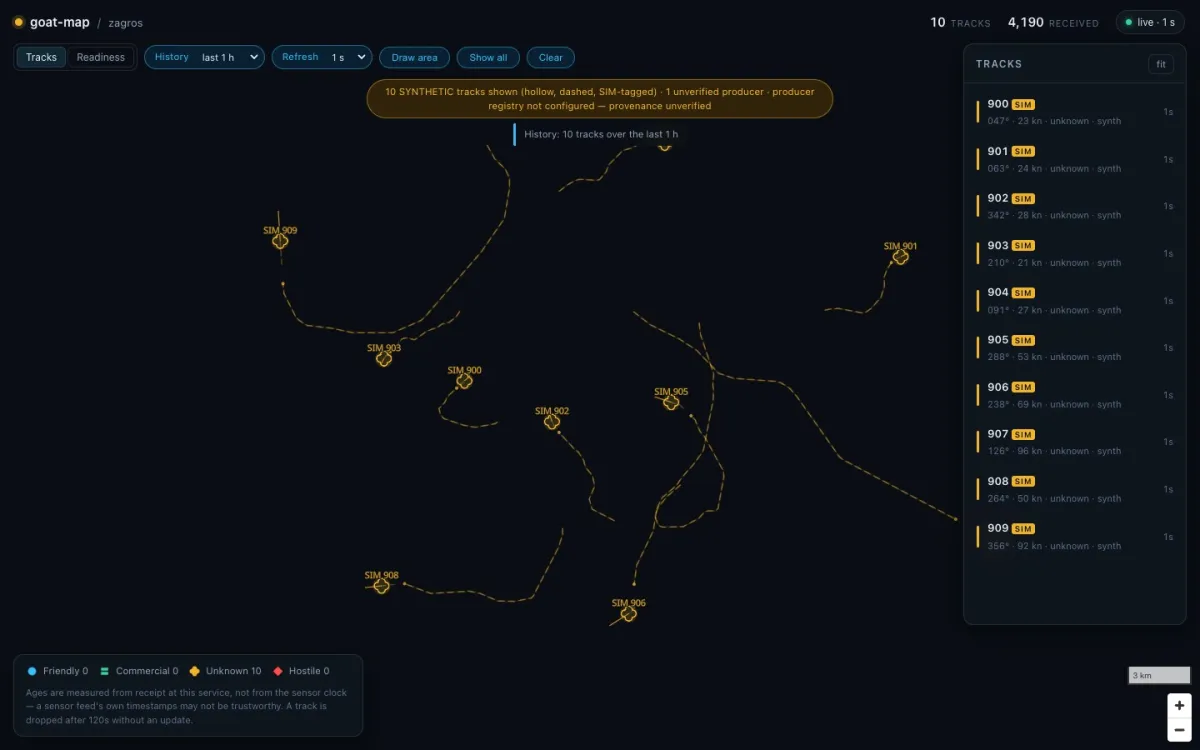 goat-map / zagros
10 TRACKS 4,190 RECEIVED live · 1 s
Tracks Readiness History last 1 h Refresh 1 s Draw area Show all Clear
10 SYNTHETIC tracks shown (hollow, dashed, SIM-tagged) · 1 unverified producer · producer
registry not configured — provenance unverified
History: 10 tracks over the last 1 h
SIM 909
SIM 901
SIM 903
SIM 900
SIM 905
SIM 902
SIM 908
SIM 906
TRACKS fit
900 SIM
047° · 23 kn · unknown · synth 1s
901 SIM
063° · 24 kn · unknown · synth 1s
902 SIM
342° · 28 kn · unknown · synth 1s
903 SIM
210° · 21 kn · unknown · synth 1s
904 SIM
091° · 27 kn · unknown · synth 1s
905 SIM
288° · 53 kn · unknown · synth 1s
906 SIM
238° · 69 kn · unknown · synth 1s
907 SIM
126° · 96 kn · unknown · synth 1s
908 SIM
264° · 50 kn · unknown · synth 1s
909 SIM
356° · 92 kn · unknown · synth 1s
Friendly 0 Commercial 0 Unknown 10 Hostile 0
Ages are measured from receipt at this service, not from the sensor clock
— a sensor feed's own timestamps may not be trustworthy. A track is
dropped after 120s without an update.
3 km
+
−